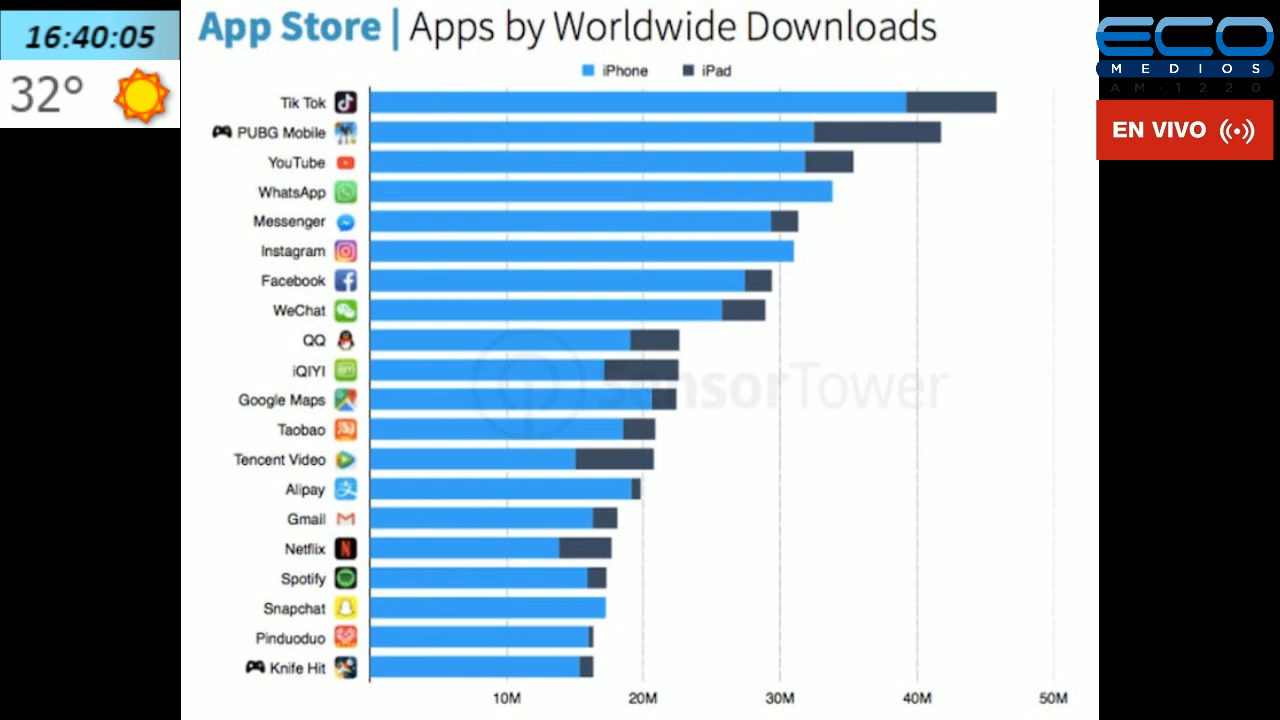 16:40:05
32°
App Store | Apps by Worldwide Downloads
iPhone
iPad
Tik Tok
PUBG Mobile
YouTube
WhatsApp
Messenger
Instagram
Facebook
WeChat
QQ
iQIYI
Google Maps
Taobao
Tencent Video
Alipay
Gmail
Netflix
Spotify
Snapchat
Pinduoduo
Knife Hit
10M 20M 30M 40M 50M
SensorTower
ECO
MEDIOS
AM·1220
EN VIVO